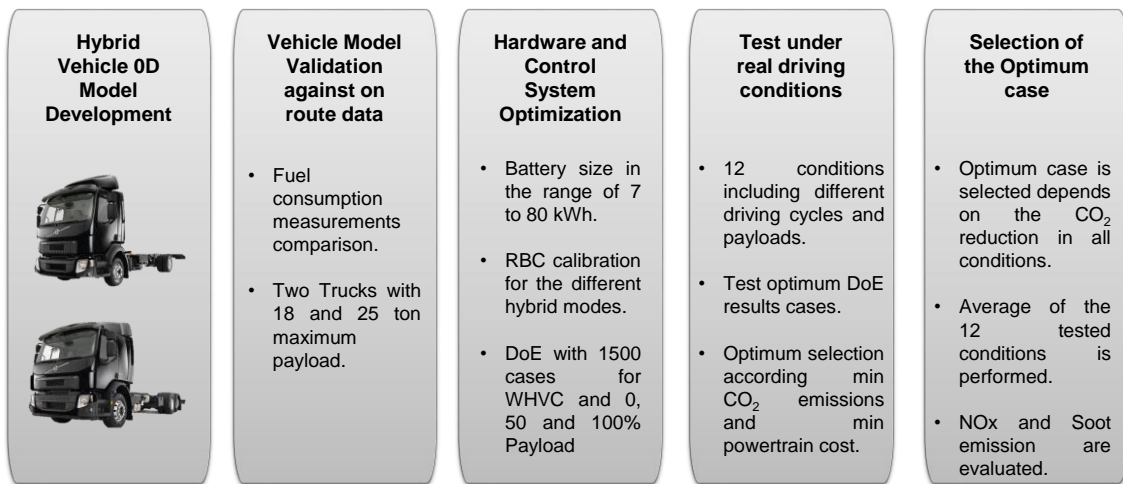 Hybrid
Vehicle 0D
Model
Development
Vehicle Model
Validation
against on
route data
• Fuel
consumption
measurements
comparison.
• Two Trucks with
18 and 25 ton
maximum
payload.
Hardware and
Control
System
Optimization
• Battery size in
the range of 7
to 80 kWh.
• RBC calibration
for the different
hybrid modes.
• DoE with 1500
cases for
WHVC and 0,
50 and 100%
Payload
Test under
real driving
conditions
• 12 conditions
including different
driving cycles and
payloads.
• Test optimum DoE
results cases.
• Optimum selection
according min
CO₂ emissions
and min
powertrain cost.
Selection of
the Optimum
case
• Optimum case is
selected depends
on the CO₂
reduction in all
conditions.
• Average of the
12 tested
conditions is
performed.
• NOx and Soot
emission are
evaluated.